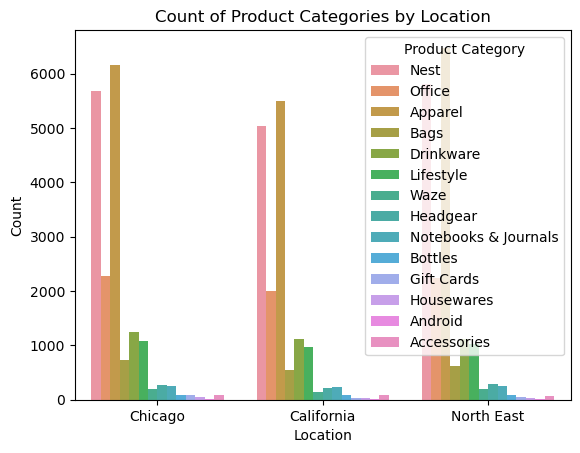 Count of Product Categories by Location
Product Category
Nest
Office
Apparel
Bags
Drinkware
Lifestyle
Waze
Headgear
Notebooks & Journals
Bottles
Gift Cards
Housewares
Android
Accessories
Count
6000
5000
4000
3000
2000
1000
0
Chicago
California
North East
Location